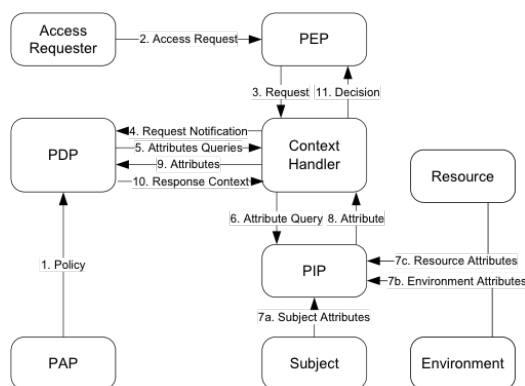 Access
Requester
2. Access Request
PEP
3. Request
11. Decision
PDP
4. Request Notification
5. Attributes Queries
9. Attributes
10. Response Context
Context
Handler
Resource
6. Attribute Query
8. Attribute
1. Policy
PIP
7c. Resource Attributes
7b. Environment Attributes
7a. Subject Attributes
PAP
Subject
Environment